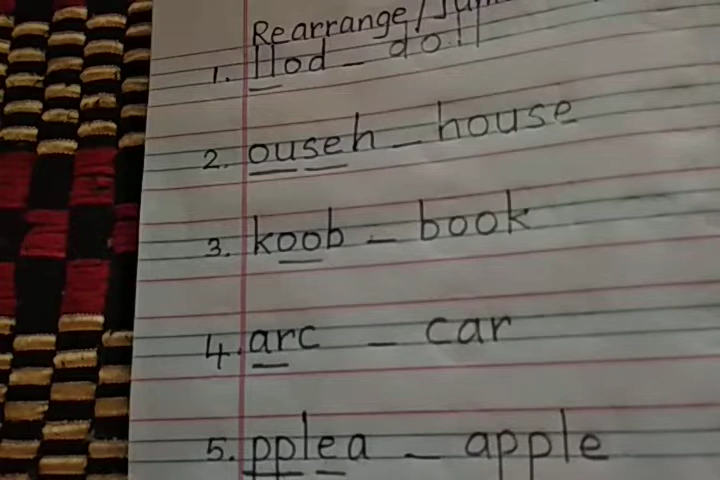 Rearrange/
1. llod - doll
2. ouseh - house
3. koob - book
4. arc - car
5. pplea - apple